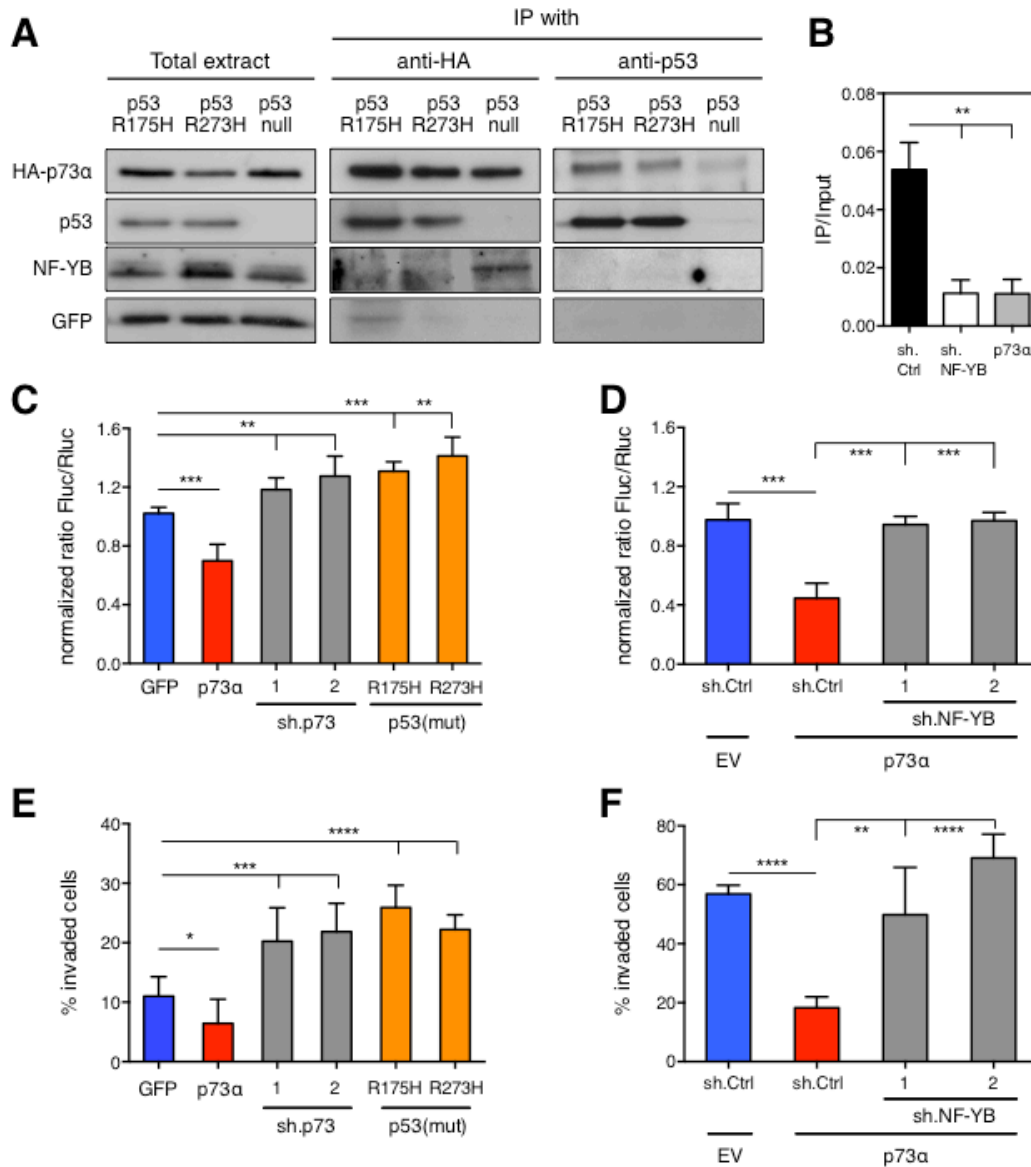 A
IP with
Total extract
anti-HA
anti-p53
p53 R175H
p53 R273H
p53 null
p53 R175H
p53 R273H
p53 null
p53 R175H
p53 R273H
p53 null
HA-p73α
p53
NF-YB
GFP
B
IP/Input
0.08
0.06
0.04
0.02
0.00
**
sh. Ctrl
sh. NF-YB
p73α
C
normalized ratio Fluc/Rluc
1.6
1.2
0.8
0.4
0.0
***
**
**
***
GFP
p73α
1
2
R175H
R273H
sh.p73
p53(mut)
D
normalized ratio Fluc/Rluc
1.6
1.2
0.8
0.4
0.0
***
***
***
sh.Ctrl
sh.Ctrl
1
2
sh.NF-YB
EV
p73α
E
% invaded cells
40
30
20
10
0
****
***
*
GFP
p73α
1
2
R175H
R273H
sh.p73
p53(mut)
F
% invaded cells
80
60
40
20
0
**
****
****
sh.Ctrl
sh.Ctrl
1
2
sh.NF-YB
EV
p73α